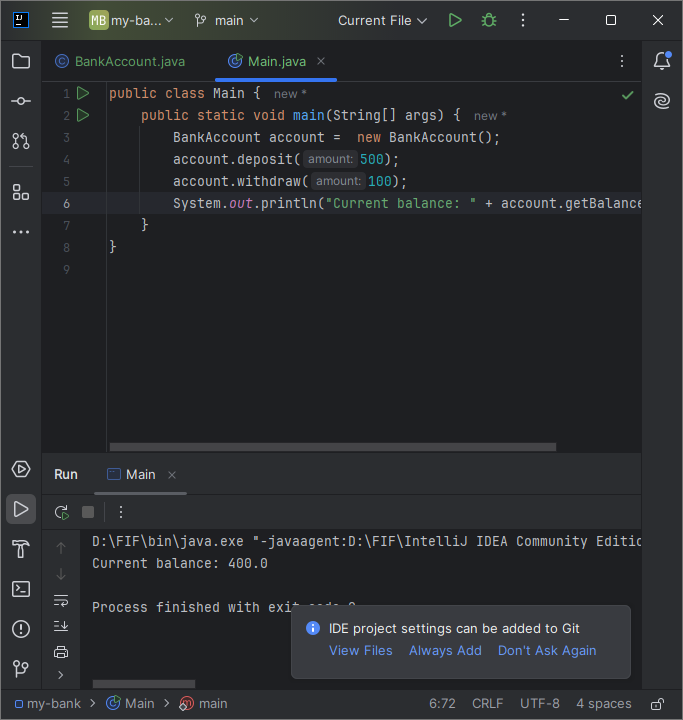 IJ MB my-ba... main Current File
BankAccount.java Main.java
1 public class Main { new *
2 public static void main(String[] args) { new *
3 BankAccount account =  new BankAccount();
4 account.deposit( amount: 500);
5 account.withdraw( amount: 100);
6 System.out.println("Current balance: " + account.getBalance
7 }
8 }
9
Run Main
D:\FIF\bin\java.exe "-javaagent:D:\FIF\IntelliJ IDEA Community Editio
Current balance: 400.0
Process finished with exit
IDE project settings can be added to Git
View Files Always Add Don't Ask Again
my-bank Main m main 6:72 CRLF UTF-8 4 spaces